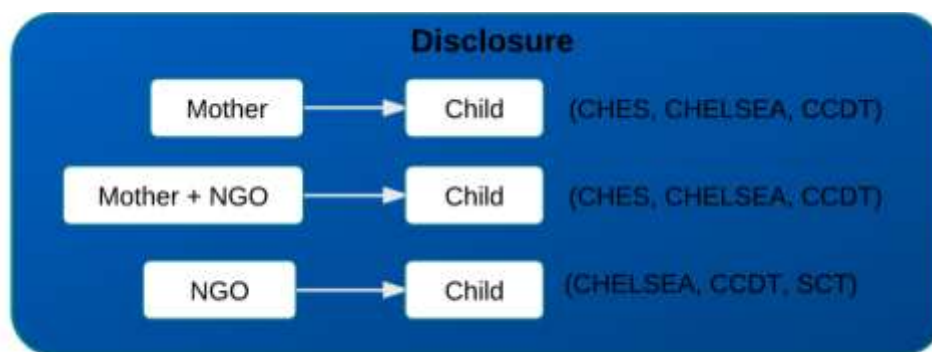 Disclosure
Mother Child (CHES, CHELSEA, CCDT)
Mother + NGO Child (CHES, CHELSEA, CCDT)
NGO Child (CHELSEA, CCDT, SCT)